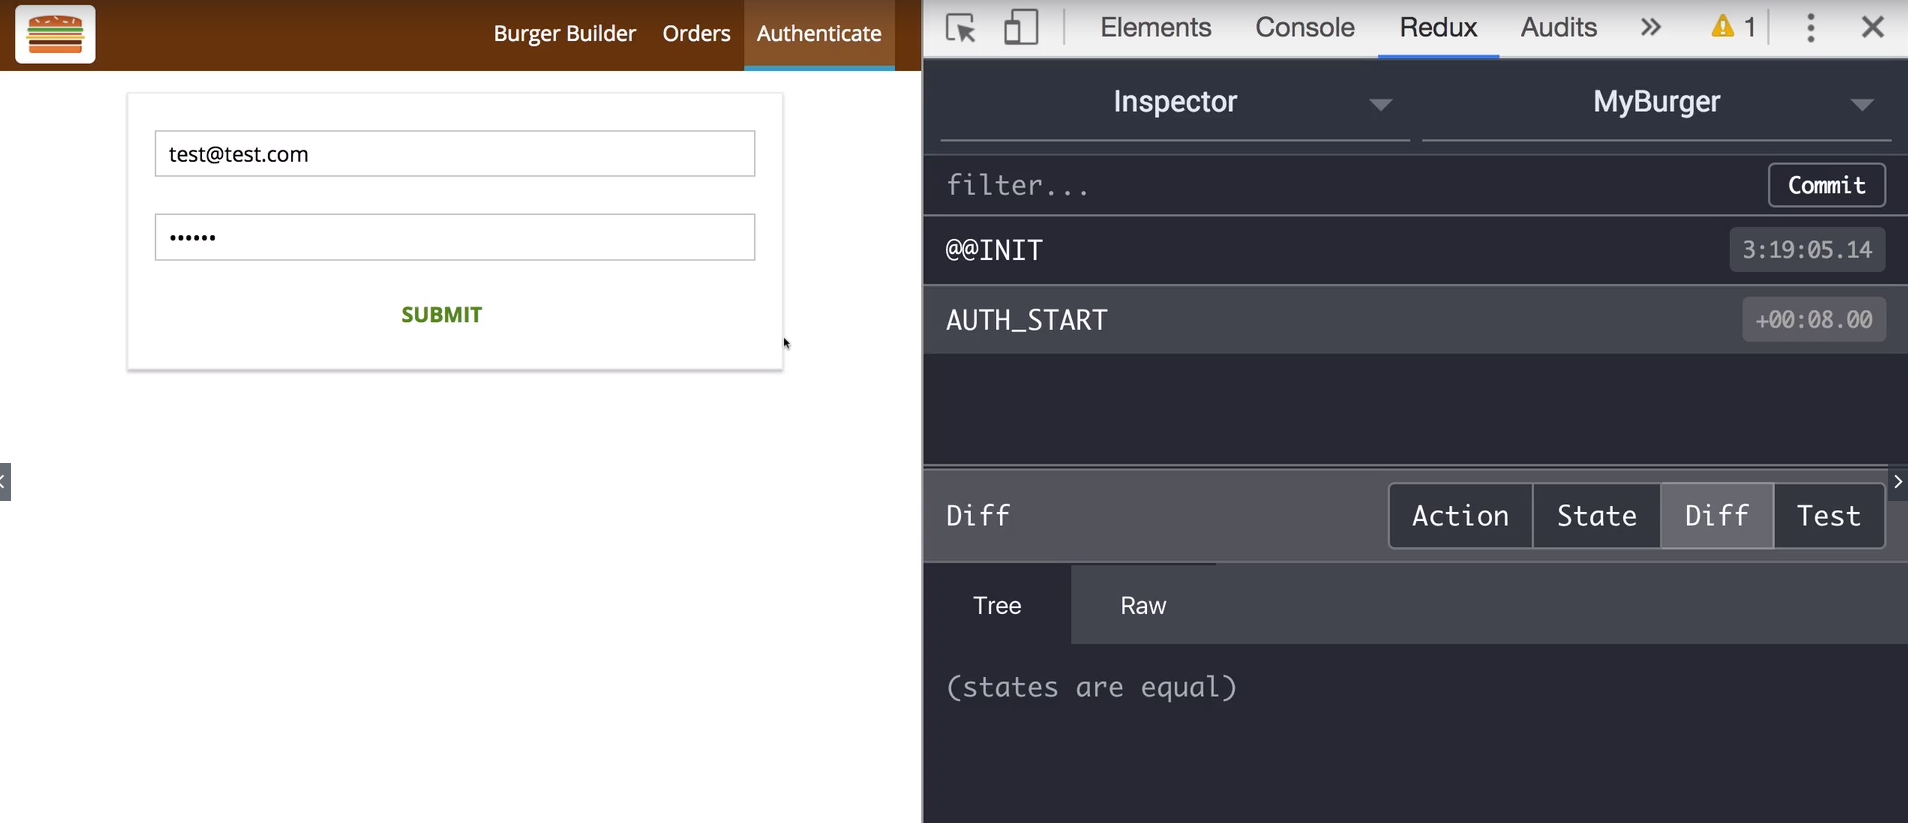 Burger Builder Orders Authenticate
test@test.com
••••••
SUBMIT
Elements Console Redux Audits » 1
Inspector MyBurger
filter... Commit
@@INIT 3:19:05.14
AUTH_START +00:08.00
Diff Action State Diff Test
Tree Raw
(states are equal)